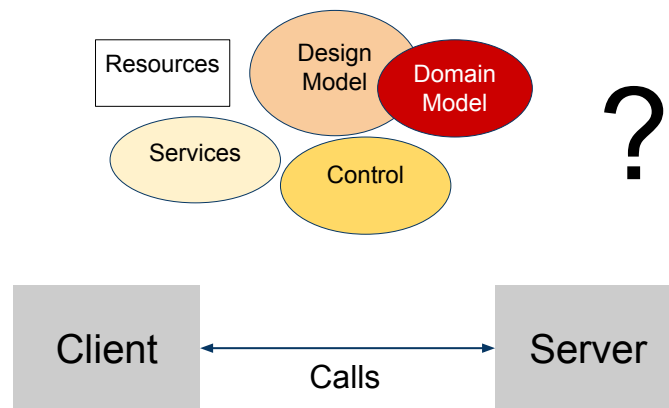 Resources
Design
Model
Domain
Model
?
Services
Control
Client
Calls
Server